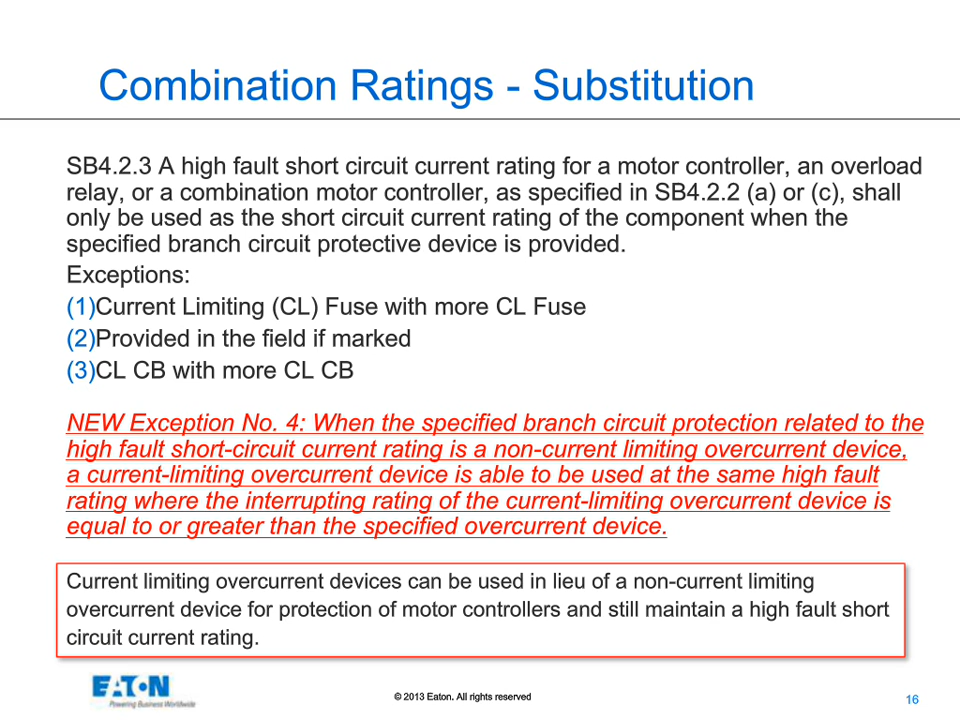 Combination Ratings - Substitution
SB4.2.3 A high fault short circuit current rating for a motor controller, an overload
relay, or a combination motor controller, as specified in SB4.2.2 (a) or (c), shall
only be used as the short circuit current rating of the component when the
specified branch circuit protective device is provided.
Exceptions:
(1)Current Limiting (CL) Fuse with more CL Fuse
(2)Provided in the field if marked
(3)CL CB with more CL CB
NEW Exception No. 4: When the specified branch circuit protection related to the
high fault short-circuit current rating is a non-current limiting overcurrent device,
a current-limiting overcurrent device is able to be used at the same high fault
rating where the interrupting rating of the current-limiting overcurrent device is
equal to or greater than the specified overcurrent device.
Current limiting overcurrent devices can be used in lieu of a non-current limiting
overcurrent device for protection of motor controllers and still maintain a high fault short
circuit current rating.
EATON
Powering Business Worldwide
© 2013 Eaton. All rights reserved
16